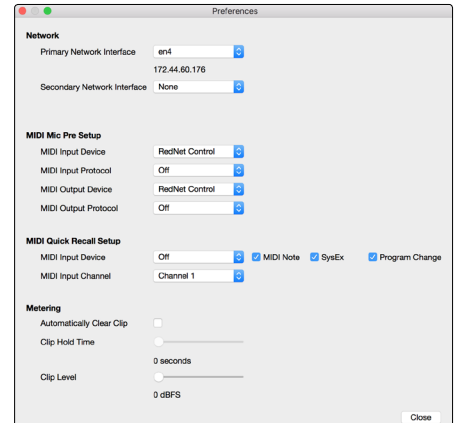 Preferences
Network
Primary Network Interface en4
172.44.60.176
Secondary Network Interface None
MIDI Mic Pre Setup
MIDI Input Device RedNet Control
MIDI Input Protocol Off
MIDI Output Device RedNet Control
MIDI Output Protocol Off
MIDI Quick Recall Setup
MIDI Input Device Off MIDI Note SysEx Program Change
MIDI Input Channel Channel 1
Metering
Automatically Clear Clip
Clip Hold Time
0 seconds
Clip Level
0 dBFS
Close